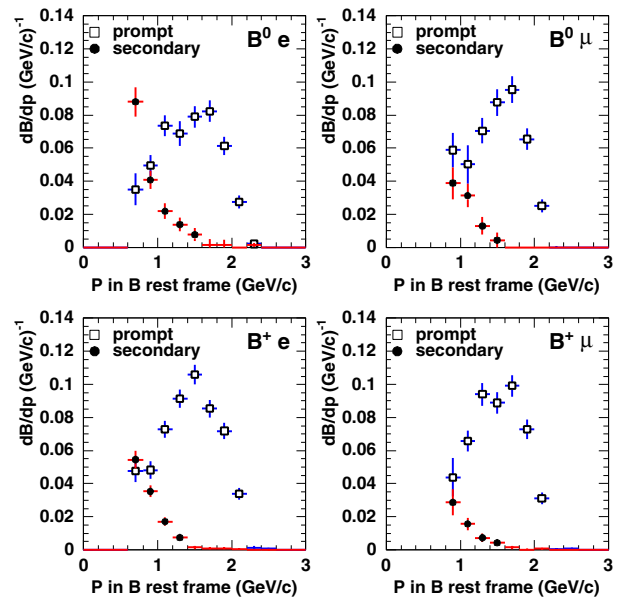 dB/dp (GeV/c)⁻¹
0.14
0.12
0.1
0.08
0.06
0.04
0.02
0
prompt
secondary
B⁰ e
0 1 2 3
P in B rest frame (GeV/c)
dB/dp (GeV/c)⁻¹
0.14
0.12
0.1
0.08
0.06
0.04
0.02
0
prompt
secondary
B⁰ μ
0 1 2 3
P in B rest frame (GeV/c)
dB/dp (GeV/c)⁻¹
0.14
0.12
0.1
0.08
0.06
0.04
0.02
0
prompt
secondary
B⁺ e
0 1 2 3
P in B rest frame (GeV/c)
dB/dp (GeV/c)⁻¹
0.14
0.12
0.1
0.08
0.06
0.04
0.02
0
prompt
secondary
B⁺ μ
0 1 2 3
P in B rest frame (GeV/c)